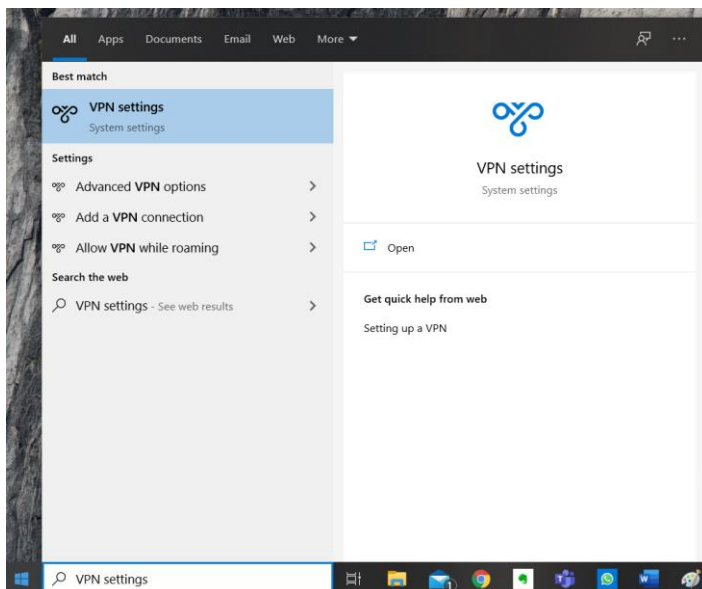 All Apps Documents Email Web More
Best match
VPN settings
System settings
Settings
Advanced VPN options
Add a VPN connection
Allow VPN while roaming
Search the web
VPN settings - See web results
VPN settings
System settings
Open
Get quick help from web
Setting up a VPN
VPN settings
1
W